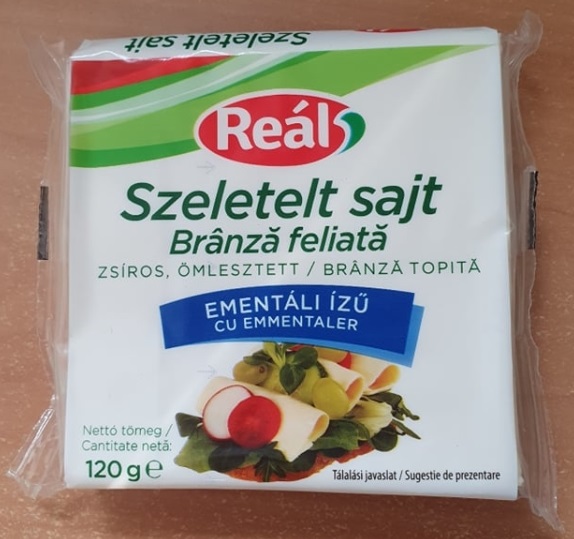 Szeletelt sajt
Reál
Szeletelt sajt
Brânză feliată
ZSÍROS, ÖMLESZTETT / BRÂNZĂ TOPITĂ
EMENTÁLI ÍZŰ
CU EMMENTALER
Nettó tömeg /
Cantitate netă:
120 g e
Tálalási javaslat / Sugestie de prezentare